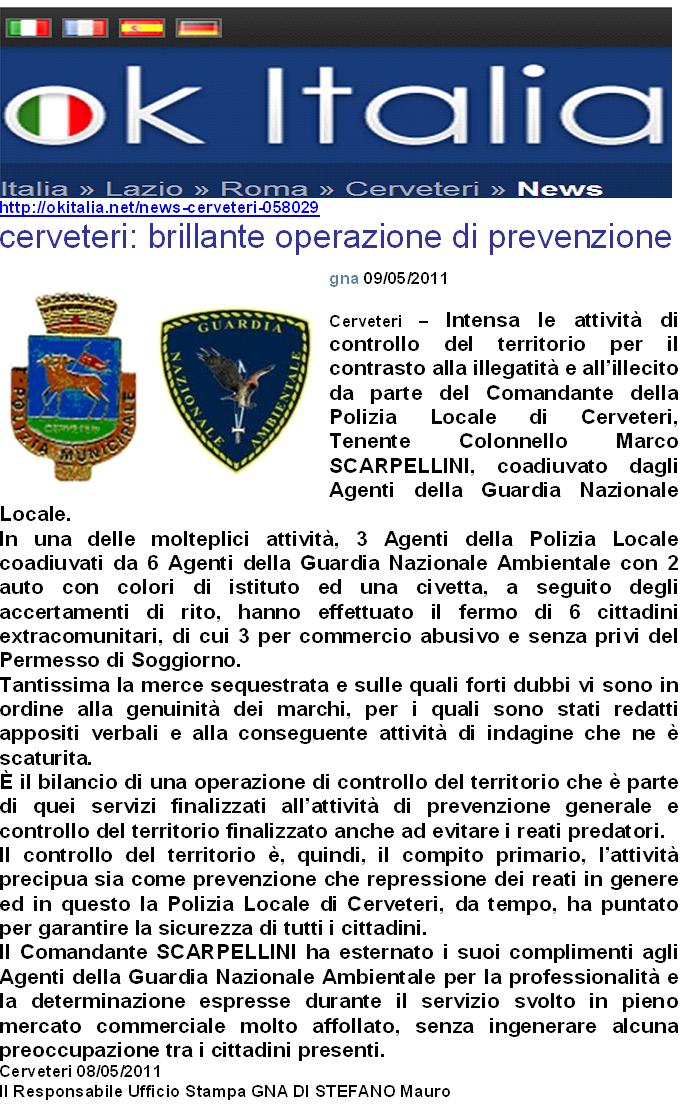 ok Italia
Italia » Lazio » Roma » Cerveteri » News
http://okitalia.net/news-cerveteri-058029
cerveteri: brillante operazione di prevenzione
gna 09/05/2011
POLIZIA MUNICIPALE
CERVETERI
GUARDIA
NAZIONALE
AMBIENTALE
Cerveteri – Intensa le attività di
controllo del territorio per il
contrasto alla illegatità e all'illecito
da parte del Comandante della
Polizia Locale di Cerveteri,
Tenente Colonnello Marco
SCARPELLINI, coadiuvato dagli
Agenti della Guardia Nazionale
Locale.
In una delle molteplici attività, 3 Agenti della Polizia Locale
coadiuvati da 6 Agenti della Guardia Nazionale Ambientale con 2
auto con colori di istituto ed una civetta, a seguito degli
accertamenti di rito, hanno effettuato il fermo di 6 cittadini
extracomunitari, di cui 3 per commercio abusivo e senza privi del
Permesso di Soggiorno.
Tantissima la merce sequestrata e sulle quali forti dubbi vi sono in
ordine alla genuinità dei marchi, per i quali sono stati redatti
appositi verbali e alla conseguente attività di indagine che ne è
scaturita.
È il bilancio di una operazione di controllo del territorio che è parte
di quei servizi finalizzati all'attività di prevenzione generale e
controllo del territorio finalizzato anche ad evitare i reati predatori.
Il controllo del territorio è, quindi, il compito primario, l'attività
precipua sia come prevenzione che repressione dei reati in genere
ed in questo la Polizia Locale di Cerveteri, da tempo, ha puntato
per garantire la sicurezza di tutti i cittadini.
Il Comandante SCARPELLINI ha esternato i suoi complimenti agli
Agenti della Guardia Nazionale Ambientale per la professionalità e
la determinazione espresse durante il servizio svolto in pieno
mercato commerciale molto affollato, senza ingenerare alcuna
preoccupazione tra i cittadini presenti.
Cerveteri 08/05/2011
Il Responsabile Ufficio Stampa GNA DI STEFANO Mauro